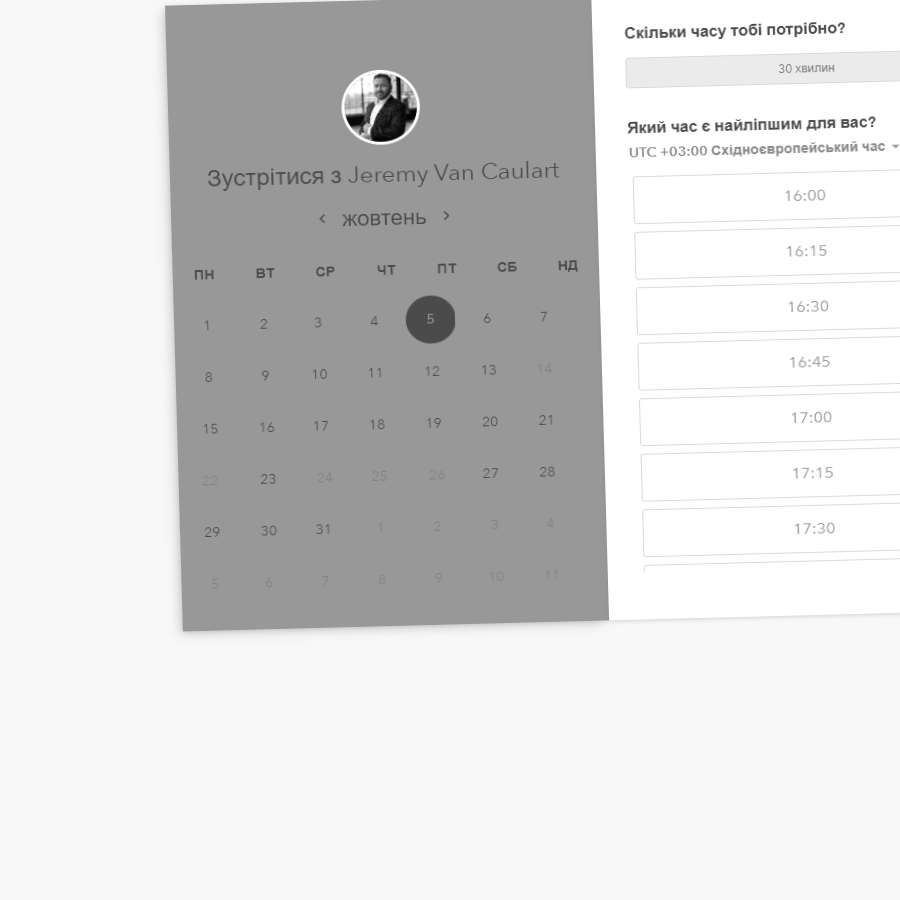 Зустрітися з Jeremy Van Caulart
жовтень
ПН ВТ СР ЧТ ПТ СБ НД
1 2 3 4 5 6 7
8 9 10 11 12 13 14
15 16 17 18 19 20 21
22 23 24 25 26 27 28
29 30 31 1 2 3 4
5 6 7 8 9 10 11
Скільки часу тобі потрібно?
30 хвилин
Який час є найліпшим для вас?
UTC +03:00 Східноєвропейський час
16:00
16:15
16:30
16:45
17:00
17:15
17:30